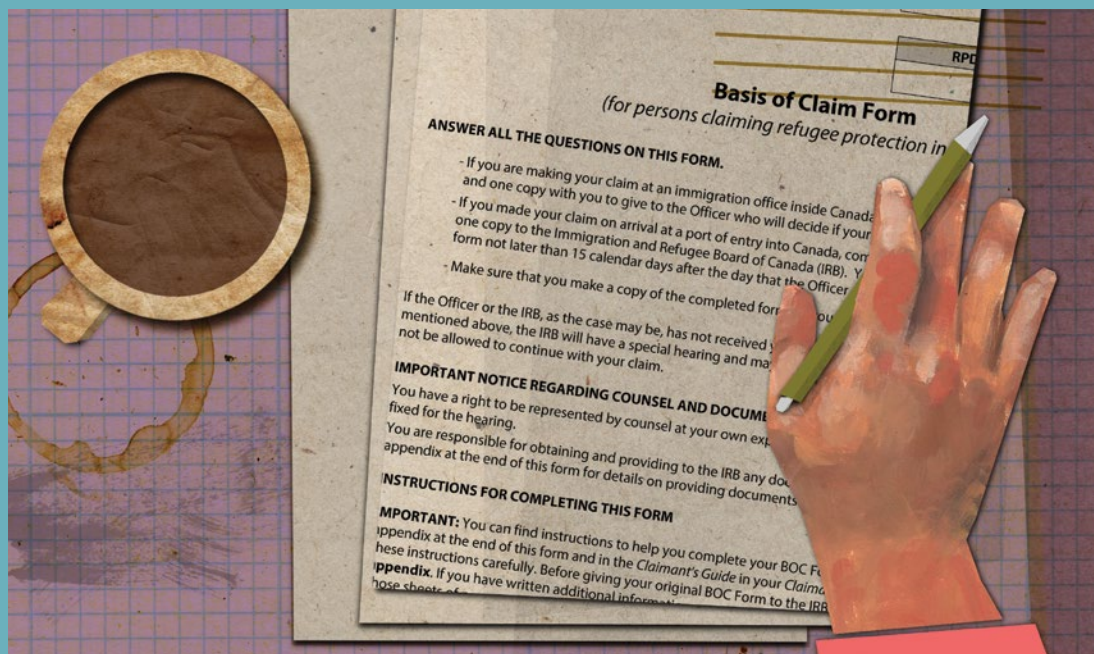 RPD
Basis of Claim Form
(for persons claiming refugee protection in
ANSWER ALL THE QUESTIONS ON THIS FORM.
- If you are making your claim at an immigration office inside Canada
and one copy with you to give to the Officer who will decide if your
- If you made your claim on arrival at a port of entry into Canada,
one copy to the Immigration and Refugee Board of Canada (IRB).
form not later than 15 calendar days after the day that the Officer
- Make sure that you make a copy of the completed
If the Officer or the IRB, as the case may be, has not received
mentioned above, the IRB will have a special hearing and
not be allowed to continue with your claim.
IMPORTANT NOTICE REGARDING COUNSEL AND
You have a right to be represented by counsel at your own
fixed for the hearing.
You are responsible for obtaining and providing to the IRB any
appendix at the end of this form for details on providing documents
INSTRUCTIONS FOR COMPLETING THIS FORM
MPORTANT: You can find instructions to help you complete your BOC
ppendix at the end of this form and in the Claimant's Guide in your
hese instructions carefully. Before giving your original BOC Form to the IRB
ppendix. If you have written additional
hose sheets